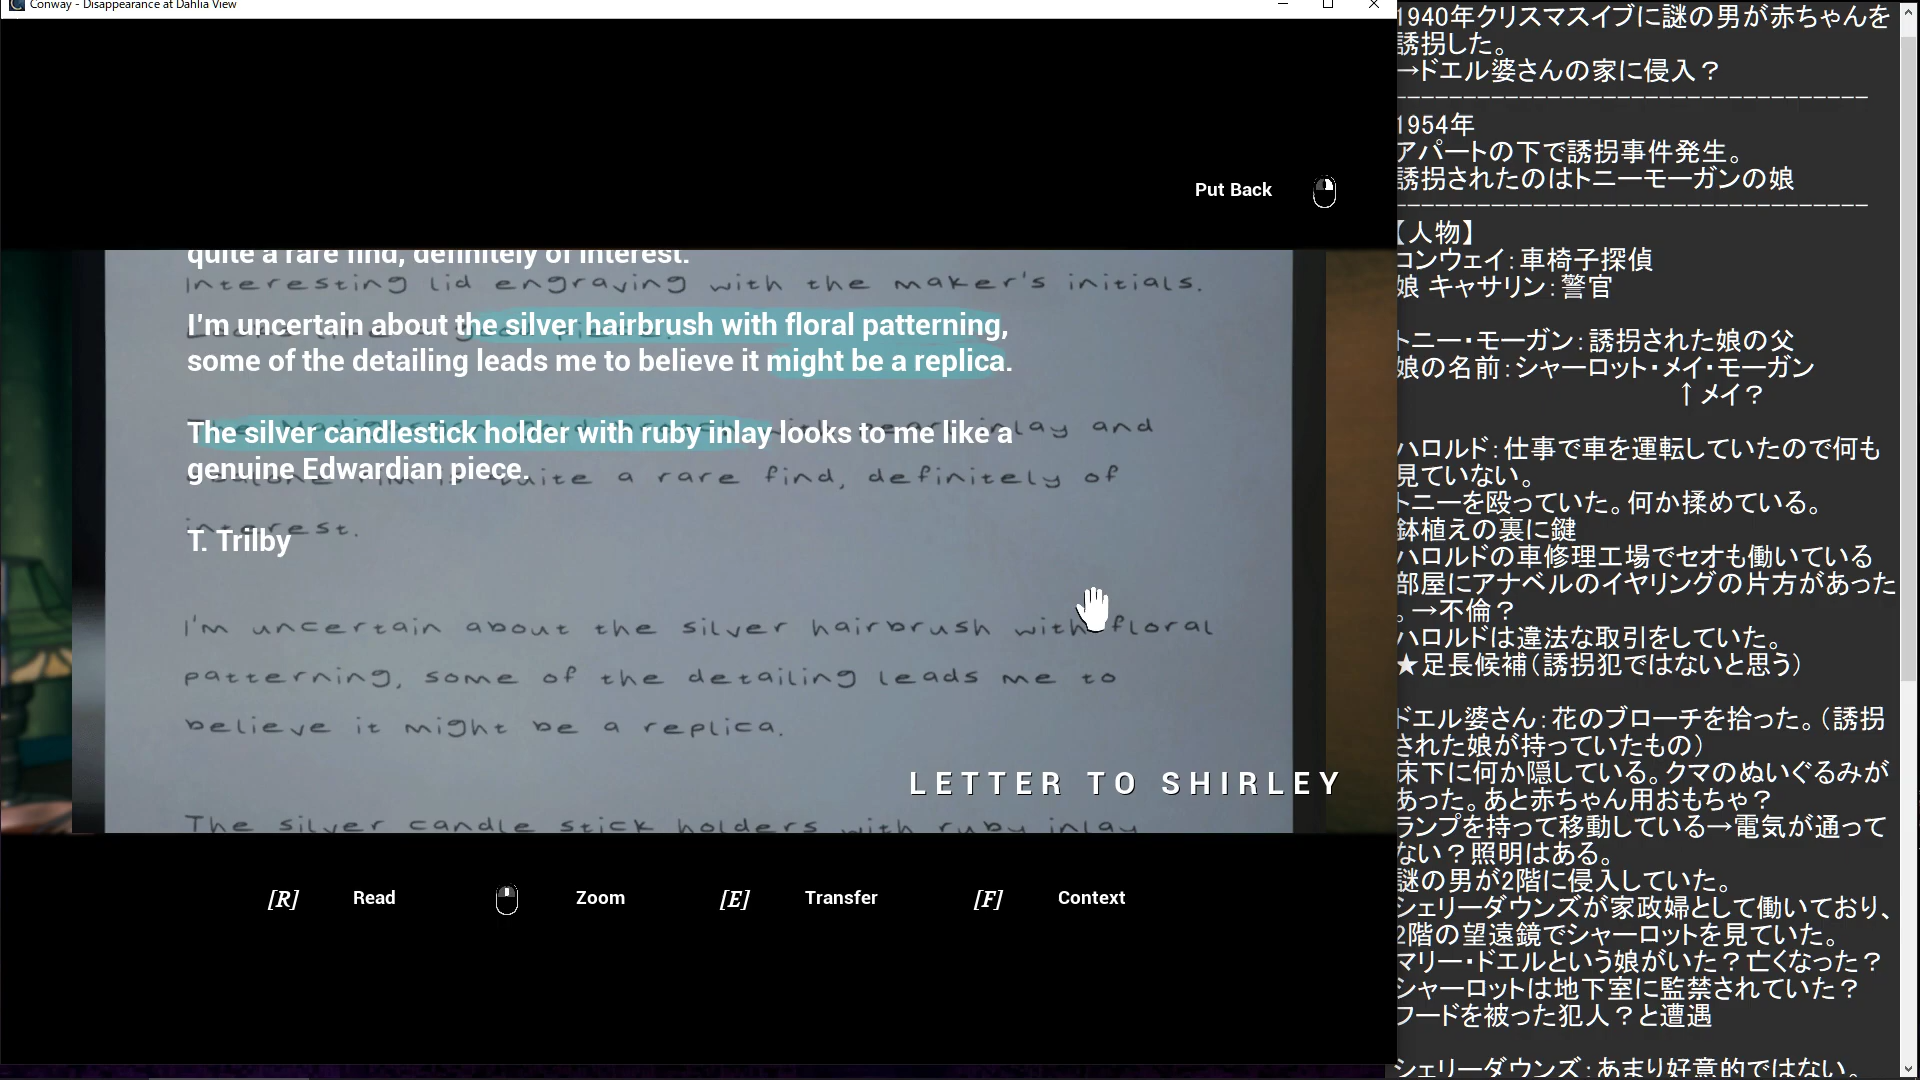 Conway - Disappearance at Dahlia View
Put Back
quite a rare find, definitely of interest.
Interesting lid engraving with the maker's initials.
I'm uncertain about the silver hairbrush with floral patterning,
some of the detailing leads me to believe it might be a replica.
The silver candlestick holder with ruby inlay looks to me like a
inlay and
genuine Edwardian piece.
quite a rare find, definitely of
interest.
T. Trilby
I'm uncertain about the silver hairbrush with floral
patterning, some of the detailing leads me to
believe it might be a replica.
The silver candle stick holders with ruby inlay
LETTER TO SHIRLEY
[R] Read Zoom [E] Transfer [F] Context
1940年クリスマスイブに謎の男が赤ちゃんを
誘拐した。
→ドエル婆さんの家に侵入？
1954年
アパートの下で誘拐事件発生。
誘拐されたのはトニーモーガンの娘
【人物】
コンウェイ：車椅子探偵
娘 キャサリン：警官
トニー・モーガン：誘拐された娘の父
娘の名前：シャーロット・メイ・モーガン
↑メイ？
ハロルド：仕事で車を運転していたので何も
見ていない。
トニーを殴っていた。何か揉めている。
鉢植えの裏に鍵
ハロルドの車修理工場でセオも働いている
部屋にアナベルのイヤリングの片方があった
。→不倫？
ハロルドは違法な取引をしていた。
★足長候補（誘拐犯ではないと思う）
ドエル婆さん：花のブローチを拾った。（誘拐
された娘が持っていたもの）
床下に何か隠している。クマのぬいぐるみが
あった。あと赤ちゃん用おもちゃ？
ランプを持って移動している→電気が通って
ない？照明はある。
謎の男が2階に侵入していた。
シェリーダウンズが家政婦として働いており、
2階の望遠鏡でシャーロットを見ていた。
マリー・ドエルという娘がいた？亡くなった？
シャーロットは地下室に監禁されていた？
フードを被った犯人？と遭遇
シェリーダウンズ：あまり好意的ではない。